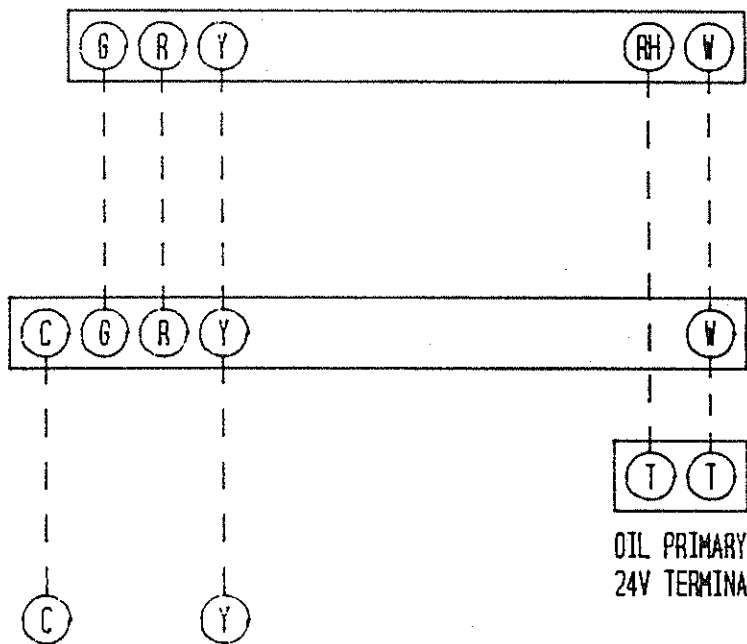 G R Y RH W
C G R Y W
T T
OIL PRIMARY
24V TERMINA
C Y